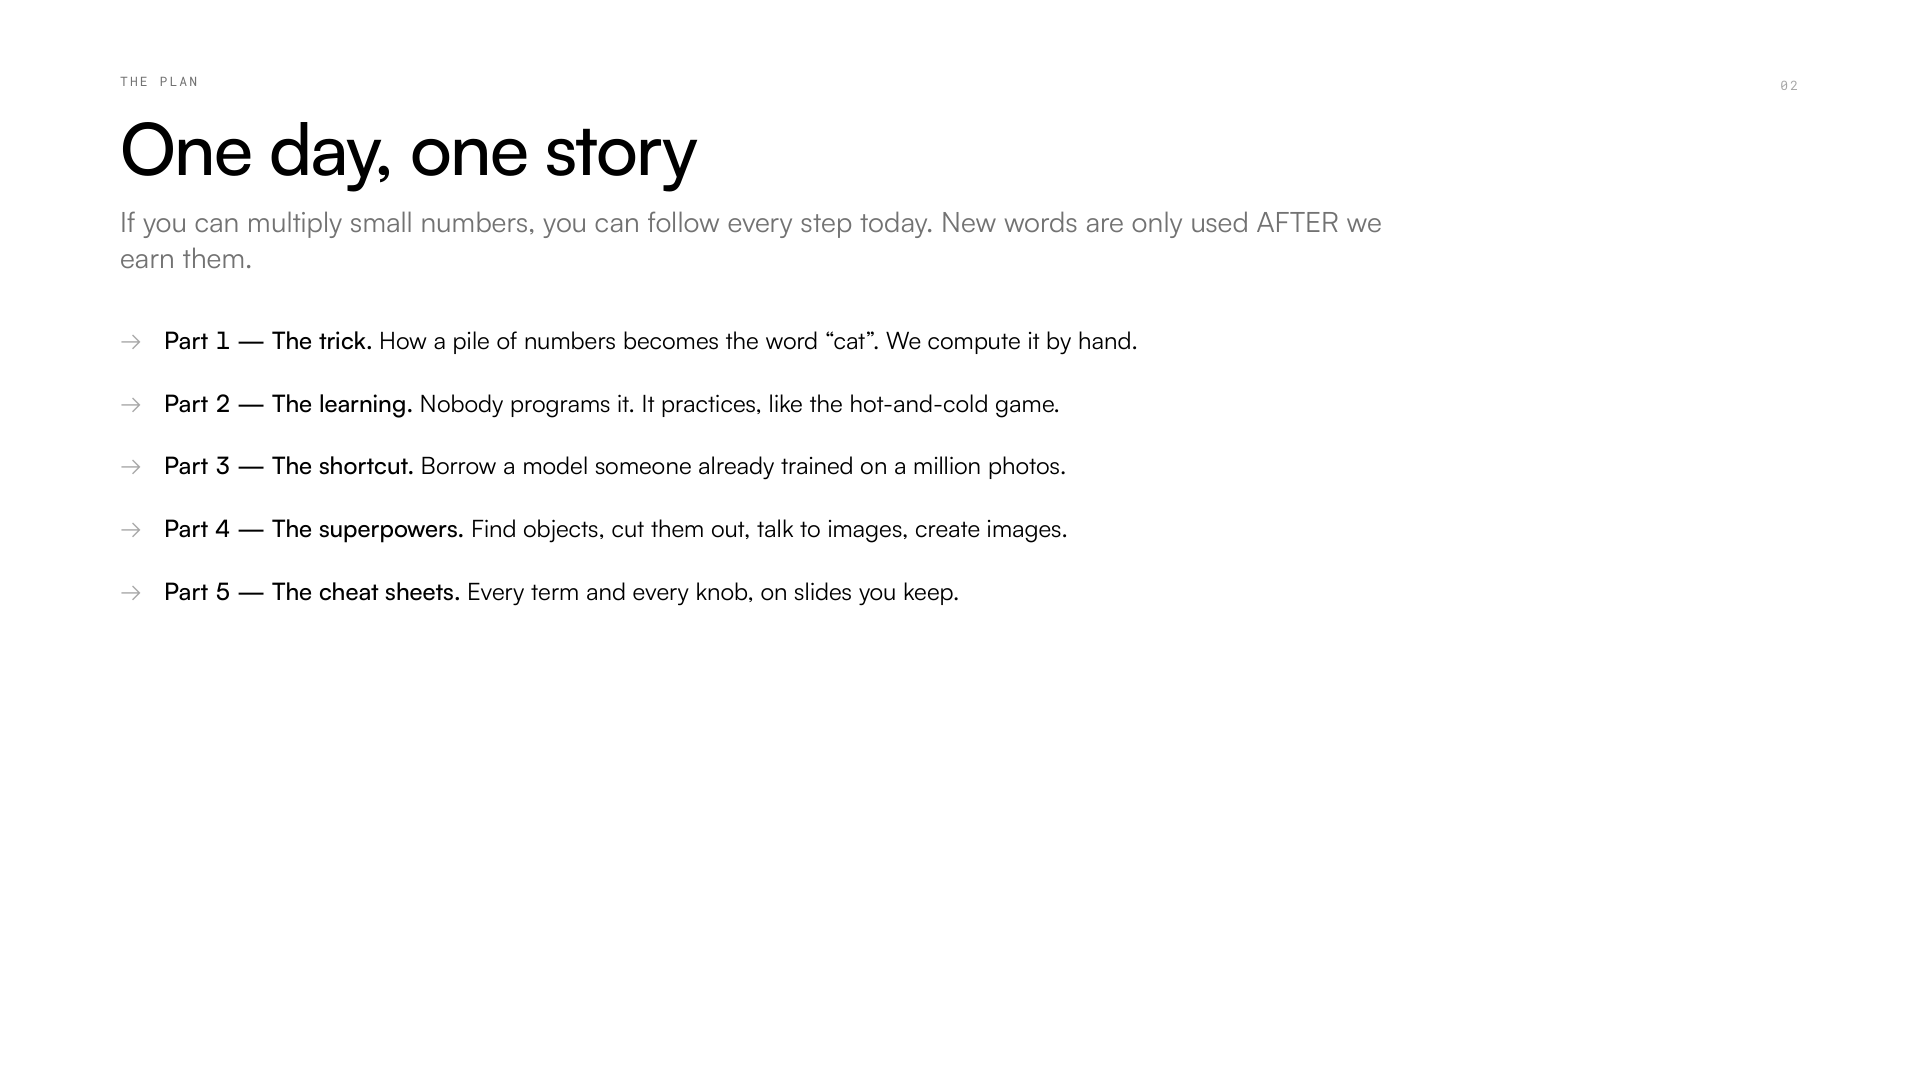 THE PLAN
02
One day, one story
If you can multiply small numbers, you can follow every step today. New words are only used AFTER we
earn them.
→ Part 1 — The trick. How a pile of numbers becomes the word “cat”. We compute it by hand.
→ Part 2 — The learning. Nobody programs it. It practices, like the hot-and-cold game.
→ Part 3 — The shortcut. Borrow a model someone already trained on a million photos.
→ Part 4 — The superpowers. Find objects, cut them out, talk to images, create images.
→ Part 5 — The cheat sheets. Every term and every knob, on slides you keep.